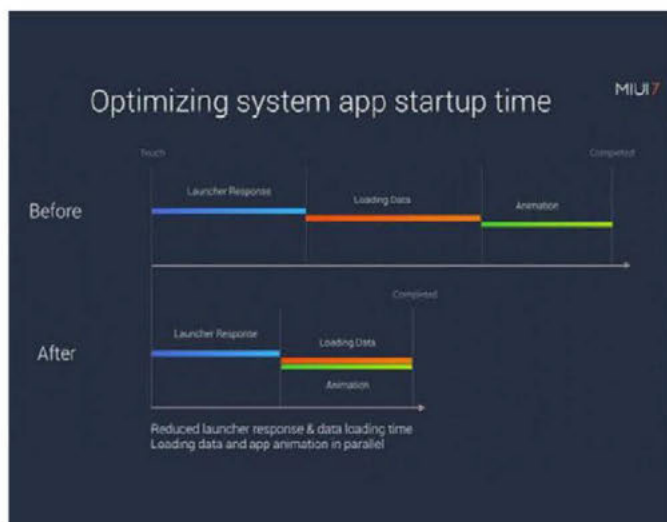 MIUI7
Optimizing system app startup time
Touch
Completed
Before
Launcher Response
Loading Data
Animation
Completed
After
Launcher Response
Loading Data
Animation
Reduced launcher response & data loading time
Loading data and app animation in parallel